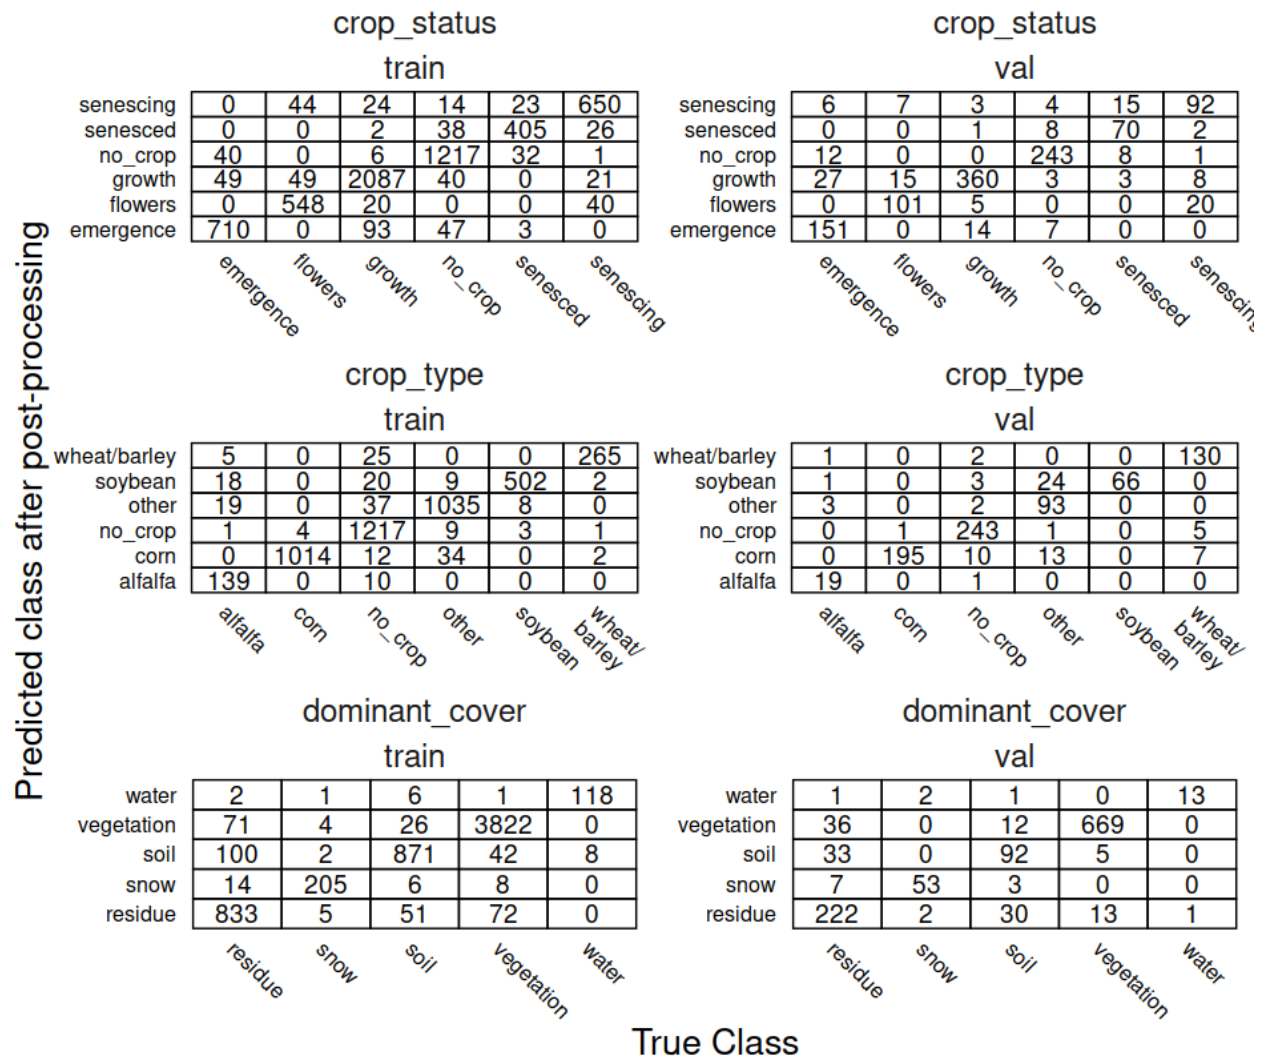 Predicted class after post-processing
crop_status
train
senescing 0 44 24 14 23 650
senesced 0 0 2 38 405 26
no_crop 40 0 6 1217 32 1
growth 49 49 2087 40 0 21
flowers 0 548 20 0 0 40
emergence 710 0 93 47 3 0
emergence flowers growth no_crop senesced senescing
crop_status
val
senescing 6 7 3 4 15 92
senesced 0 0 1 8 70 2
no_crop 12 0 0 243 8 1
growth 27 15 360 3 3 8
flowers 0 101 5 0 0 20
emergence 151 0 14 7 0 0
emergence flowers growth no_crop senesced senescing
crop_type
train
wheat/barley 5 0 25 0 0 265
soybean 18 0 20 9 502 2
other 19 0 37 1035 8 0
no_crop 1 4 1217 9 3 1
corn 0 1014 12 34 0 2
alfalfa 139 0 10 0 0 0
alfalfa corn no_crop other soybean wheat/
barley
crop_type
val
wheat/barley 1 0 2 0 0 130
soybean 1 0 3 24 66 0
other 3 0 2 93 0 0
no_crop 0 1 243 1 0 5
corn 0 195 10 13 0 7
alfalfa 19 0 1 0 0 0
alfalfa corn no_crop other soybean wheat/
barley
dominant_cover
train
water 2 1 6 1 118
vegetation 71 4 26 3822 0
soil 100 2 871 42 8
snow 14 205 6 8 0
residue 833 5 51 72 0
residue snow soil vegetation water
dominant_cover
val
water 1 2 1 0 13
vegetation 36 0 12 669 0
soil 33 0 92 5 0
snow 7 53 3 0 0
residue 222 2 30 13 1
residue snow soil vegetation water
True Class